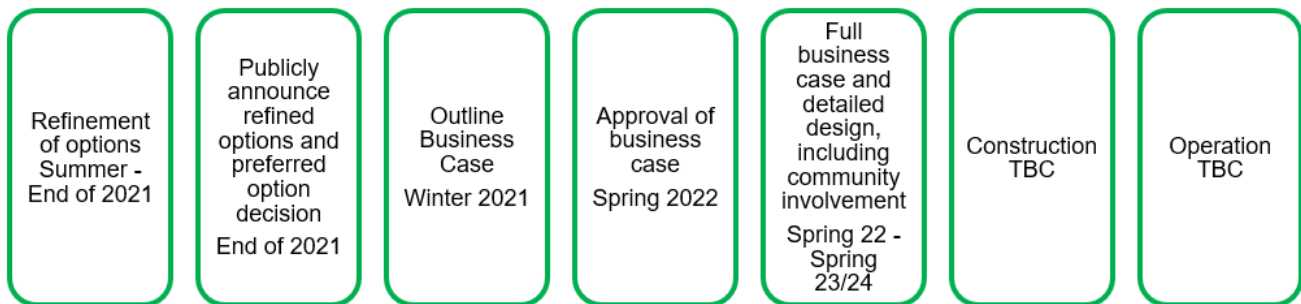 Refinement
of options
Summer -
End of 2021
Publicly
announce
refined
options and
preferred
option
decision
End of 2021
Outline
Business
Case
Winter 2021
Approval of
business
case
Spring 2022
Full
business
case and
detailed
design,
including
community
involvement
Spring 22 -
Spring
23/24
Construction
TBC
Operation
TBC